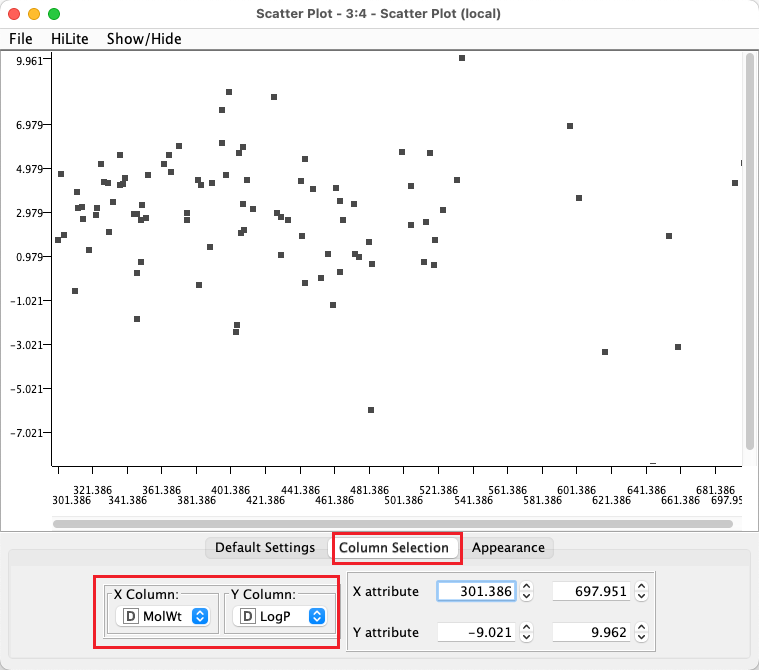 Scatter Plot - 3:4 - Scatter Plot (local)
File HiLite Show/Hide
9.961
6.979
4.979
2.979
0.979
-1.021
-3.021
-5.021
-7.021
321.386 361.386 401.386 441.386 481.386 521.386 561.386 601.386 641.386 681.386
301.386 341.386 381.386 421.386 461.386 501.386 541.386 581.386 621.386 661.386 697.95
Default Settings Column Selection Appearance
X Column: Y Column:
D MolWt D LogP
X attribute 301.386 697.951
Y attribute -9.021 9.962